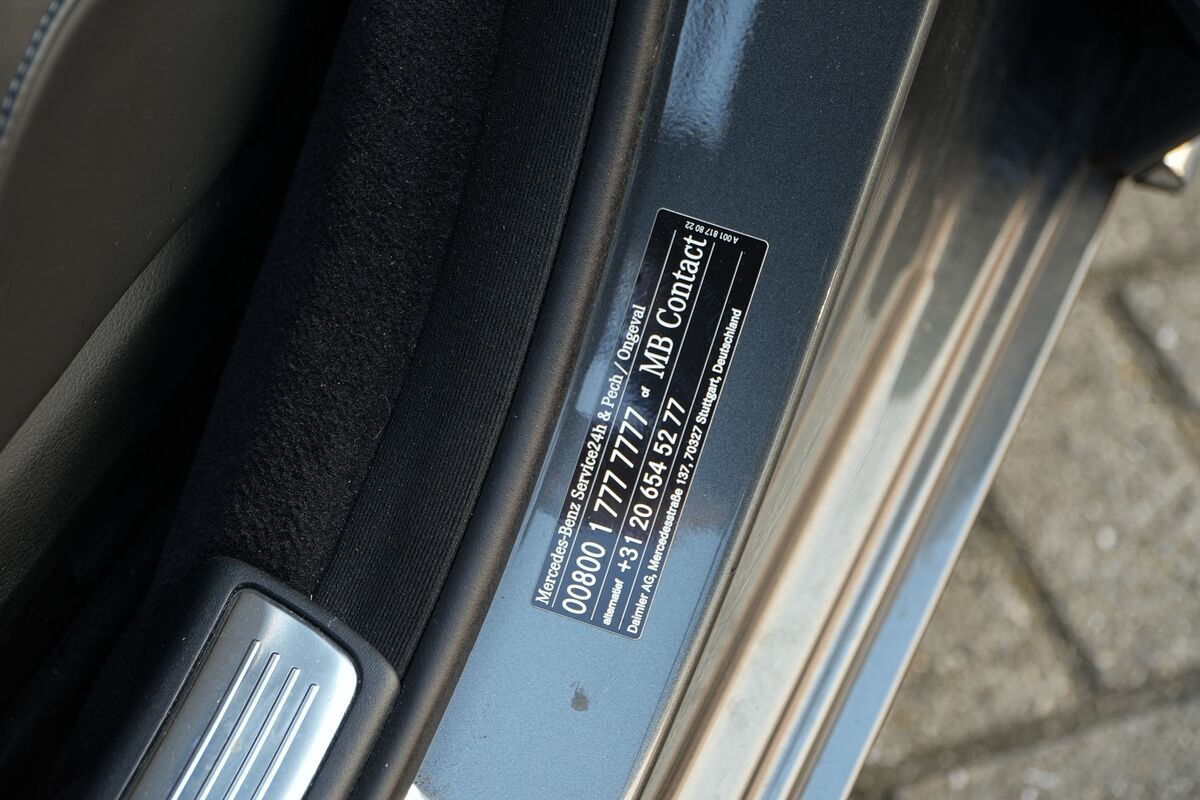 Mercedes-Benz Service24h & Pech / Ongeval
00800 1 777 7777 of MB Contact
alternatief +31 20 654 52 77
Daimler AG, Mercedesstraße 137, 70327 Stuttgart, Deutschland
A 001 817 80 22